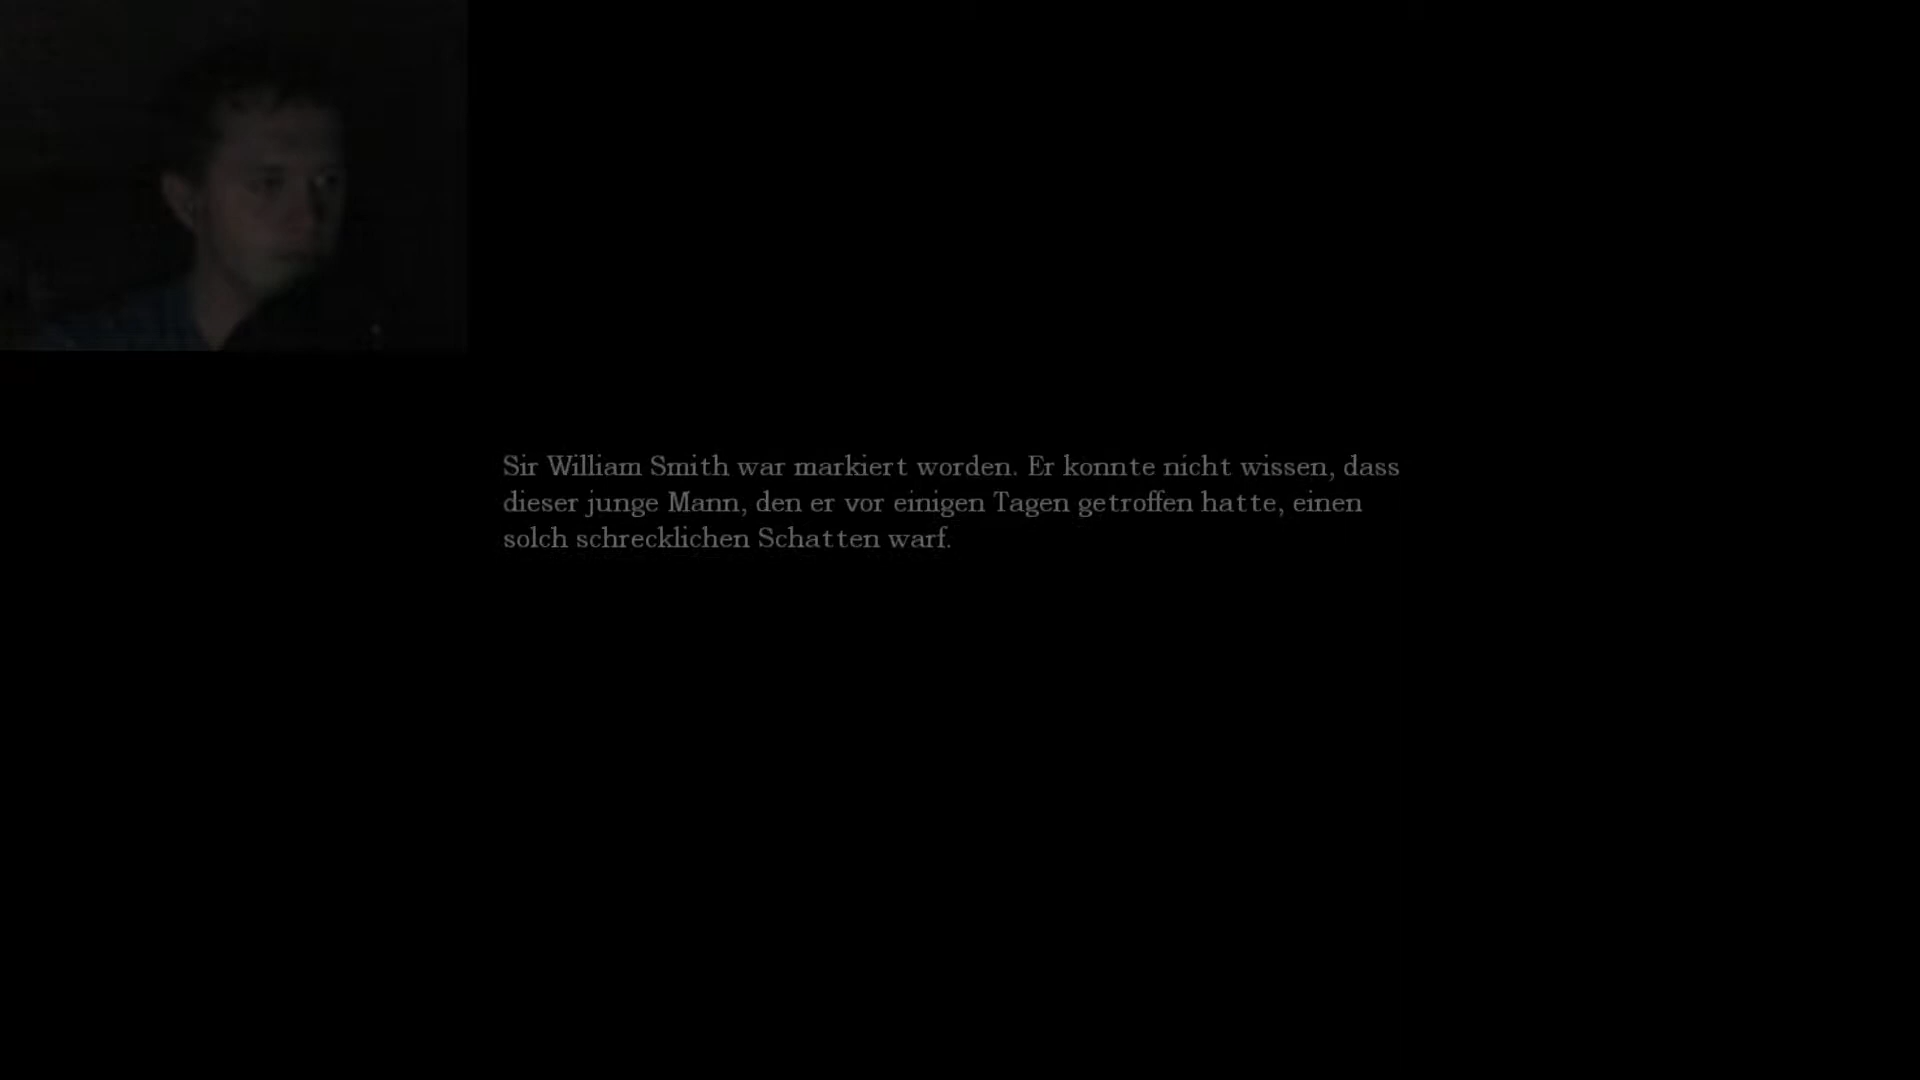 Sir William Smith war markiert worden. Er konnte nicht wissen, dass
dieser junge Mann, den er vor einigen Tagen getroffen hatte, einen
solch schrecklichen Schatten warf.